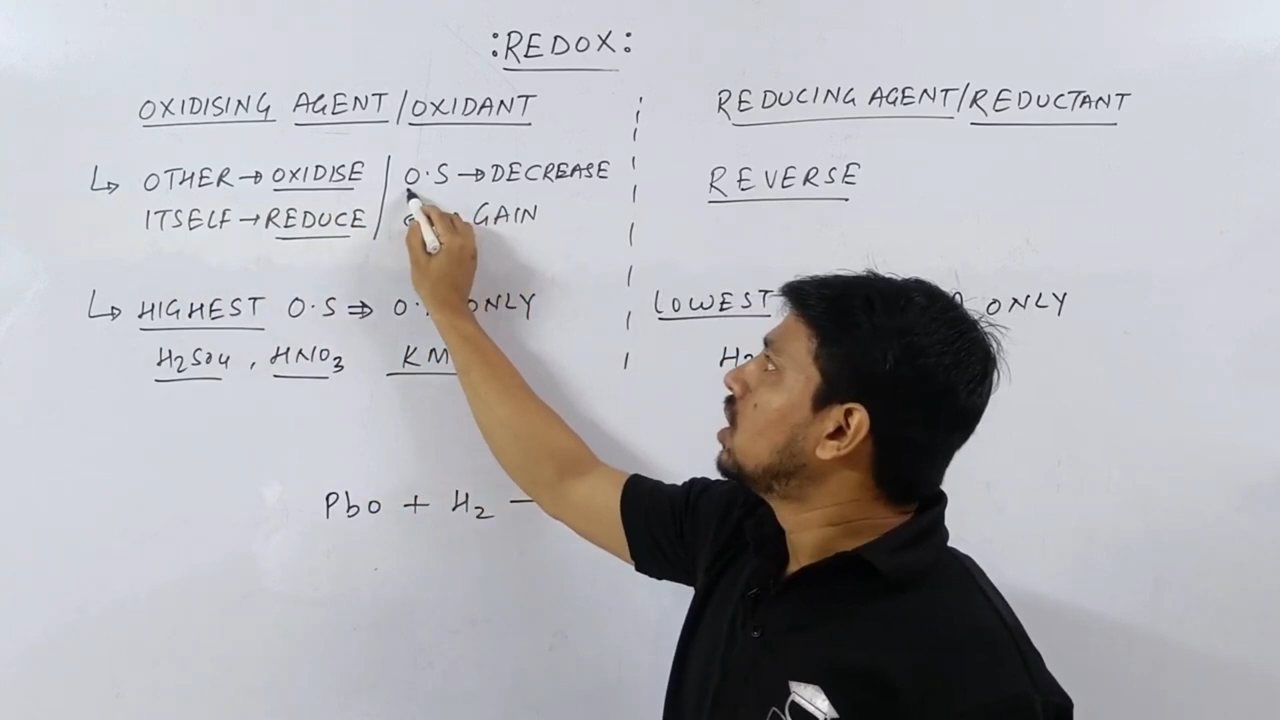 :REDOX:
OXIDISING AGENT/OXIDANT
OTHER→OXIDISE / O.S→DECREASE
ITSELF→REDUCE / GAIN
HIGHEST O.S⇒ ONLY
H2SO4, HNO3
PbO + H2
REDUCING AGENT/REDUCTANT
REVERSE
LOWEST ONLY